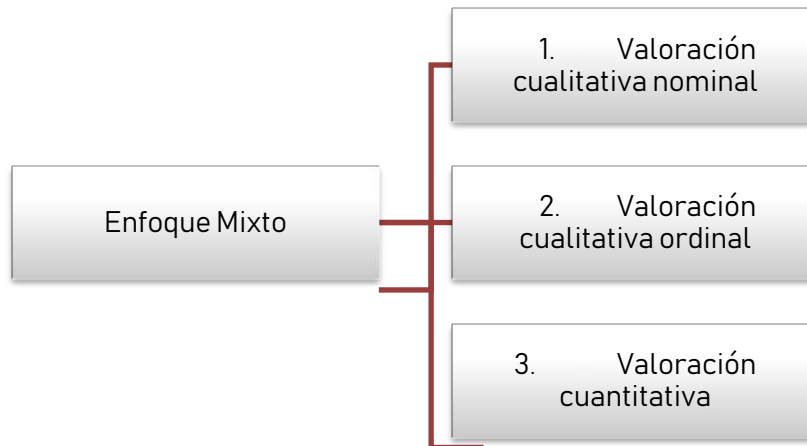 1. Valoración
cualitativa nominal
Enfoque Mixto
2. Valoración
cualitativa ordinal
3. Valoración
cuantitativa